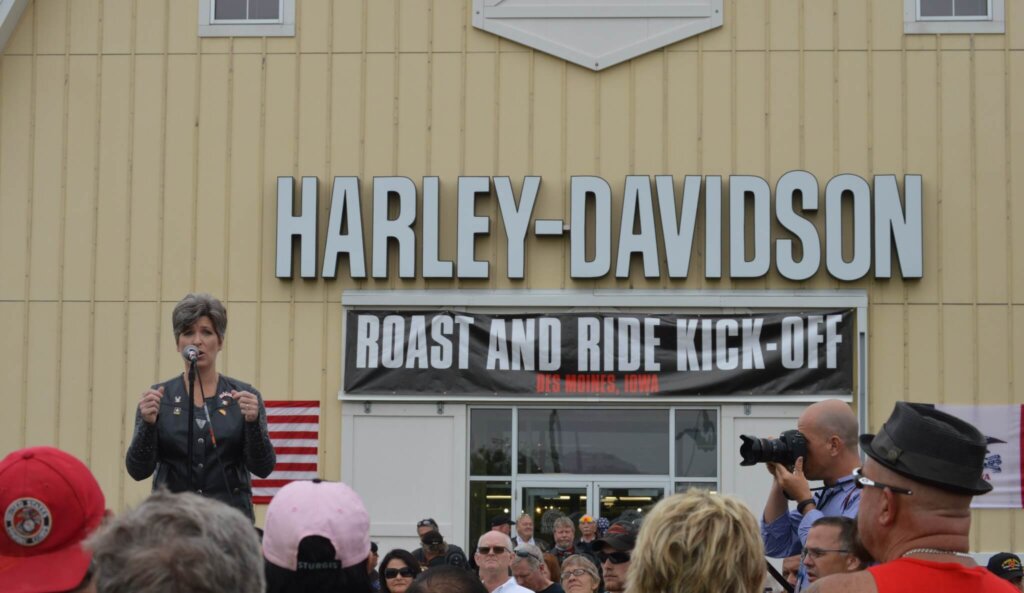 HARLEY-DAVIDSON
ROAST AND RIDE KICK-OFF
DES MOINES, IOWA
STURGIS